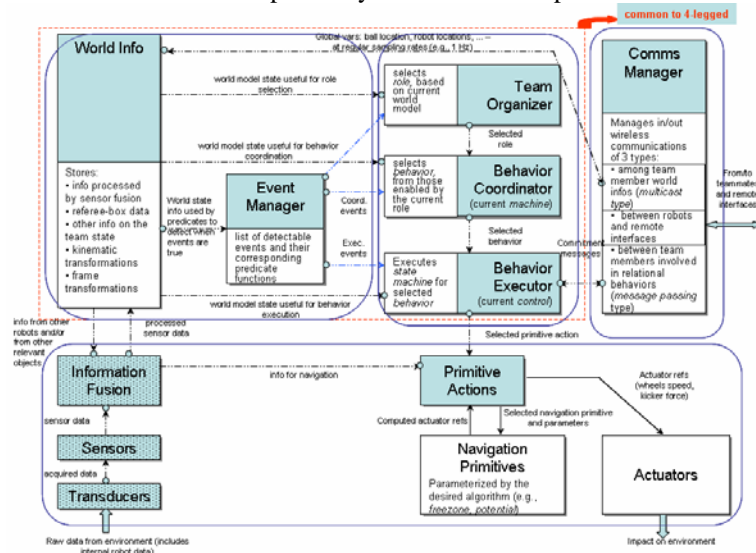 common to 4-legged
Global vars: ball location, robot locations, ... –
at regular sampling rates (e.g., 1 Hz)
World Info
Stores:
• info processed
by sensor fusion
• referee-box data
• other info on the
team state
• kinematic
transformations
• frame
transformations
world model state useful for role
selection
world model state useful for behavior
coordination
World state
info used by
predicates to
detect when
events are
true
Event
Manager
list of detectable
events and their
corresponding
predicate
functions
Coord.
events
Exec.
events
world model state useful for behavior
execution
selects
role, based
on current
world
model
Team
Organizer
Selected
role
selects
behavior,
from those
enabled by
the current
role
Behavior
Coordinator
(current machine)
Selected
behavior
Executes
state
machine for
selected
behavior
Behavior
Executor
(current control)
Commitment
messages
Comms
Manager
Manages in/out
wireless
communications of
3 types:
• among team
member world
infos (multicast
type)
• between robots
and remote
interfaces
• between team
members involved
in relational
behaviors
(message passing
type)
From/to
teammates
and remote
interfaces
info from other
robots and/or
from other
relevant
objects
processed
sensor data
Selected primitive action
Information
Fusion
info for navigation
Primitive
Actions
Actuator refs
(wheels speed,
kicker force)
sensor data
Computed actuator refs
Selected navigation primitive
and parameters
Sensors
acquired data
Transducers
Navigation
Primitives
Parameterized by the
desired algorithm (e.g.,
freezone, potential)
Actuators
Raw data from environment (includes
internal robot data)
Impact on environment